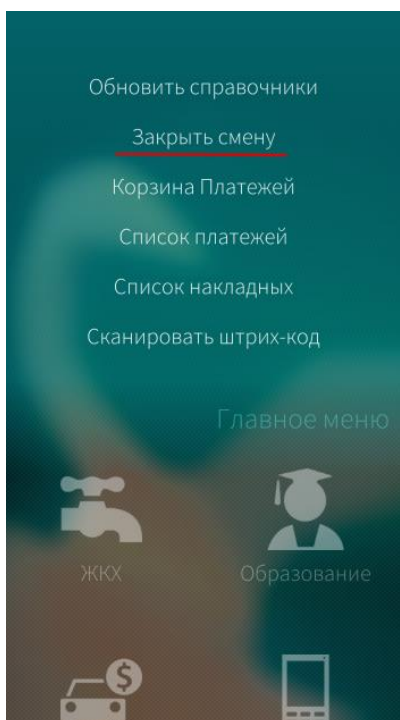 Обновить справочники
Закрыть смену
Корзина Платежей
Список платежей
Список накладных
Сканировать штрих-код
Главное меню
ЖКХ
Образование
$